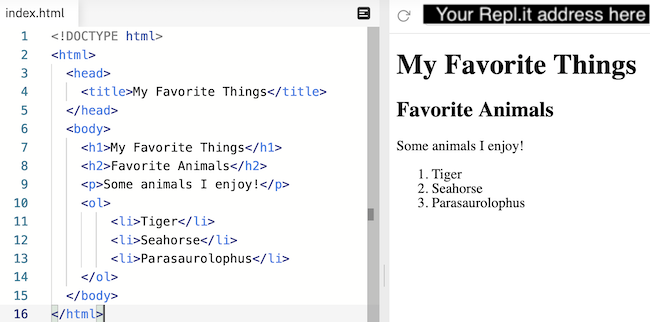 index.html
1 <!DOCTYPE html>
2 <html>
3 <head>
4 <title>My Favorite Things</title>
5 </head>
6 <body>
7 <h1>My Favorite Things</h1>
8 <h2>Favorite Animals</h2>
9 <p>Some animals I enjoy!</p>
10 <ol>
11 <li>Tiger</li>
12 <li>Seahorse</li>
13 <li>Parasaurolophus</li>
14 </ol>
15 </body>
16 </html>
Your Repl.it address here
My Favorite Things
Favorite Animals
Some animals I enjoy!
1. Tiger
2. Seahorse
3. Parasaurolophus